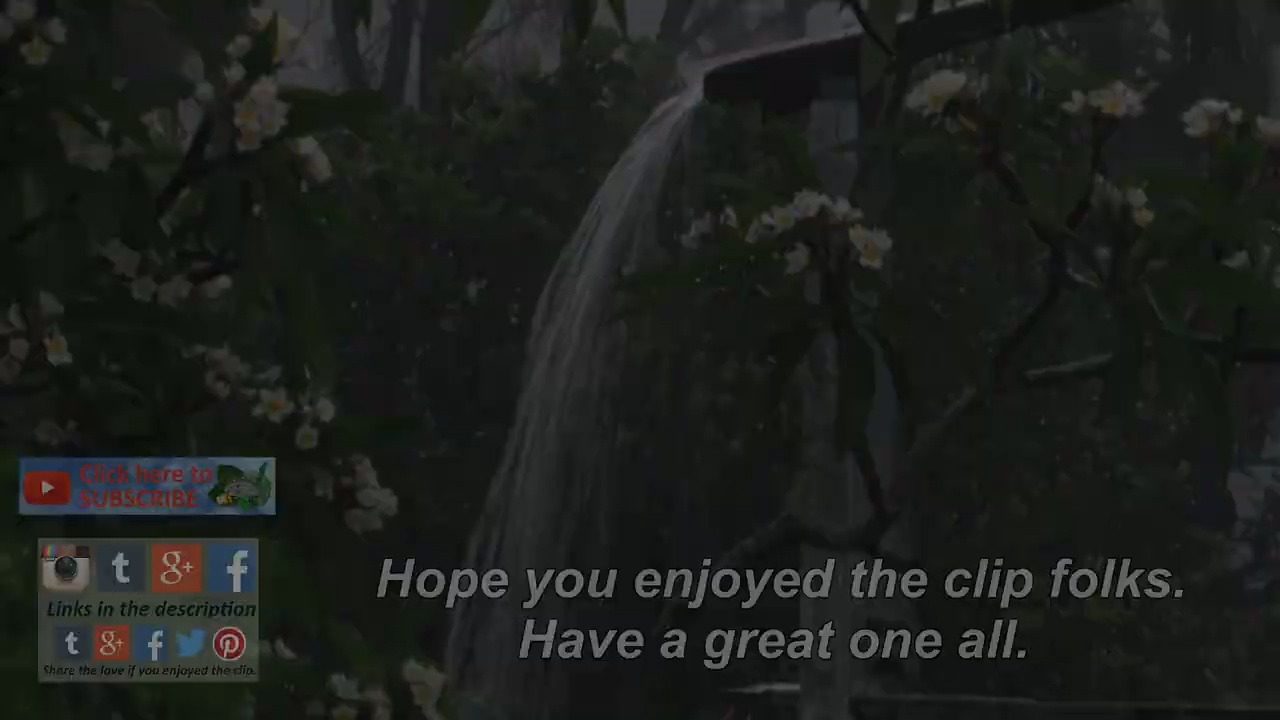 Click here to
SUBSCRIBE
t g+ f
Links in the description
t g+ f
Share the love if you enjoyed the clip.
Hope you enjoyed the clip folks.
Have a great one all.